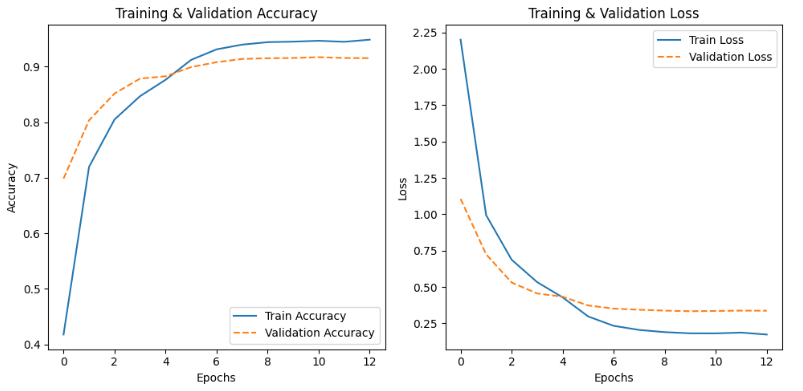 Training & Validation Accuracy
Accuracy
0.9
0.8
0.7
0.6
0.5
0.4
0
2
4
6
8
10
12
Epochs
Train Accuracy
Validation Accuracy
Training & Validation Loss
Loss
2.25
2.00
1.75
1.50
1.25
1.00
0.75
0.50
0.25
0
2
4
6
8
10
12
Epochs
Train Loss
Validation Loss